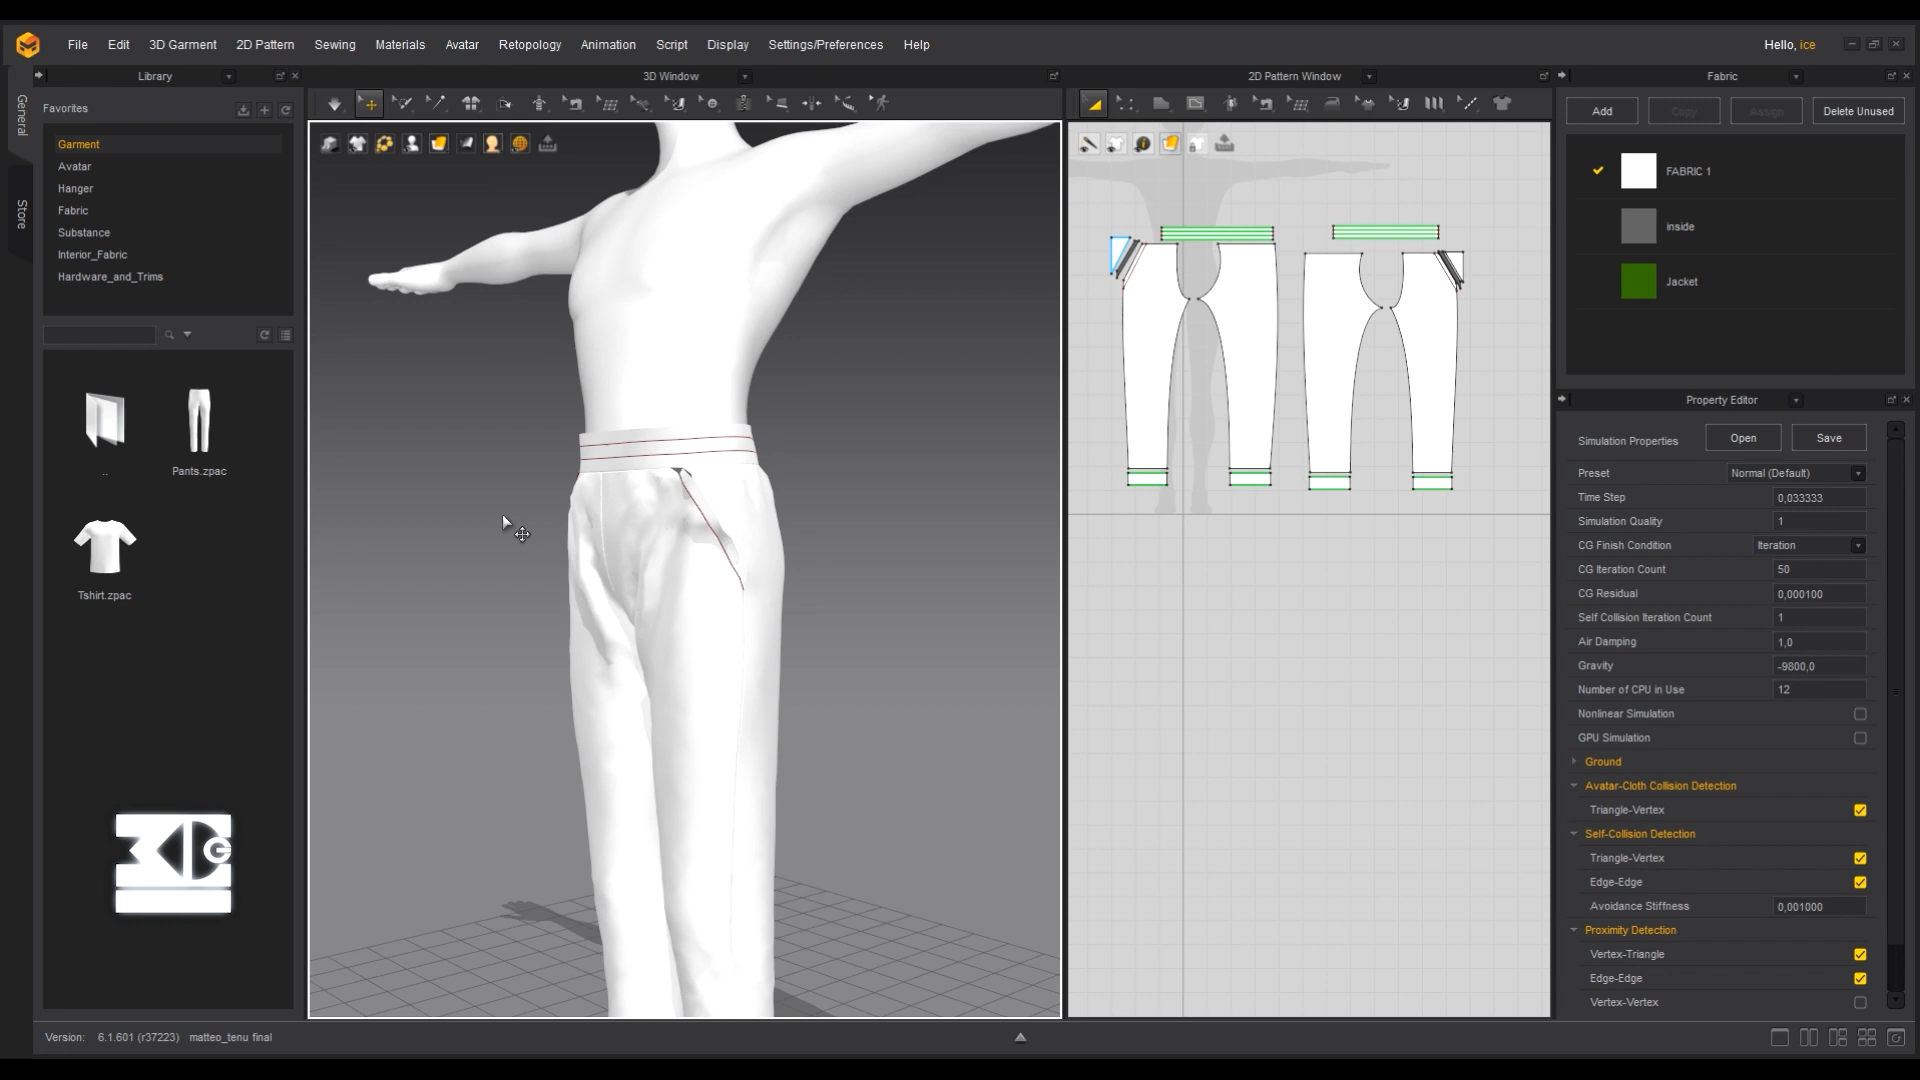 File Edit 3D Garment 2D Pattern Sewing Materials Avatar Retopology Animation Script Display Settings/Preferences Help
Hello, ice
Library
3D Window
2D Pattern Window
Fabric
General
Store
Favorites
Garment
Avatar
Hanger
Fabric
Substance
Interior_Fabric
Hardware_and_Trims
..
Pants.zpac
Tshirt.zpac
Add Copy Assign Delete Unused
FABRIC 1
inside
Jacket
Property Editor
Simulation Properties Open Save
Preset Normal (Default)
Time Step 0,033333
Simulation Quality 1
CG Finish Condition Iteration
CG Iteration Count 50
CG Residual 0,000100
Self Collision Iteration Count 1
Air Damping 1,0
Gravity -9800,0
Number of CPU in Use 12
Nonlinear Simulation
GPU Simulation
Ground
Avatar-Cloth Collision Detection
Triangle-Vertex
Self-Collision Detection
Triangle-Vertex
Edge-Edge
Avoidance Stiffness 0,001000
Proximity Detection
Vertex-Triangle
Edge-Edge
Vertex-Vertex
Version: 6.1.601 (r37223) matteo_tenu final